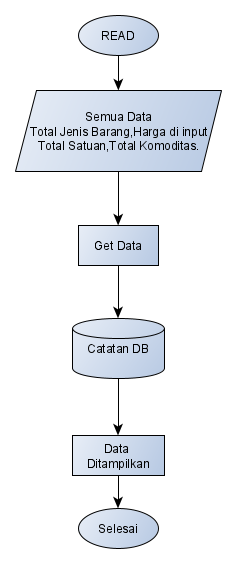 READ
Semua Data
Total Jenis Barang,Harga di input
Total Satuan,Total Komoditas.
Get Data
Catatan DB
Data
Ditampilkan
Selesai